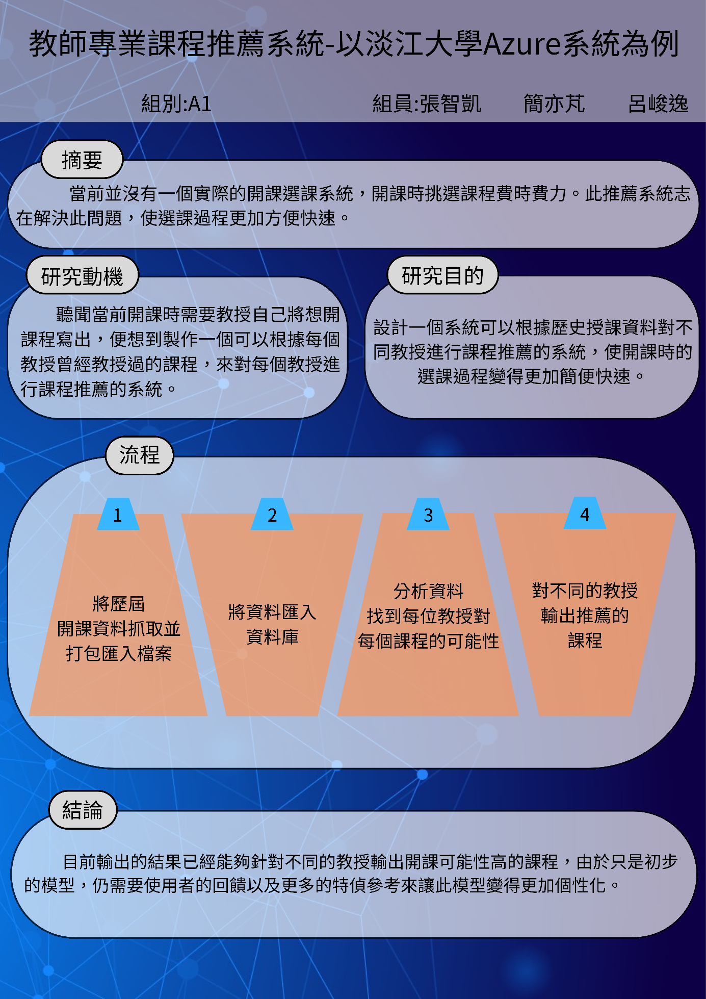 教師專業課程推薦系統-以淡江大學Azure系統為例
組別:A1 組員:張智凱 簡亦芃 呂峻逸
摘要
當前並沒有一個實際的開課選課系統，開課時挑選課程費時費力。此推薦系統志
在解決此問題，使選課過程更加方便快速。
研究動機
聽聞當前開課時需要教授自己將想開
課程寫出，便想到製作一個可以根據每個
教授曾經教授過的課程，來對每個教授進
行課程推薦的系統。
研究目的
設計一個系統可以根據歷史授課資料對不
同教授進行課程推薦的系統，使開課時的
選課過程變得更加簡便快速。
流程
1
將歷屆
開課資料抓取並
打包匯入檔案
2
將資料匯入
資料庫
3
分析資料
找到每位教授對
每個課程的可能性
4
對不同的教授
輸出推薦的
課程
結論
目前輸出的結果已經能夠針對不同的教授輸出開課可能性高的課程，由於只是初步
的模型，仍需要使用者的回饋以及更多的特偵參考來讓此模型變得更加個性化。